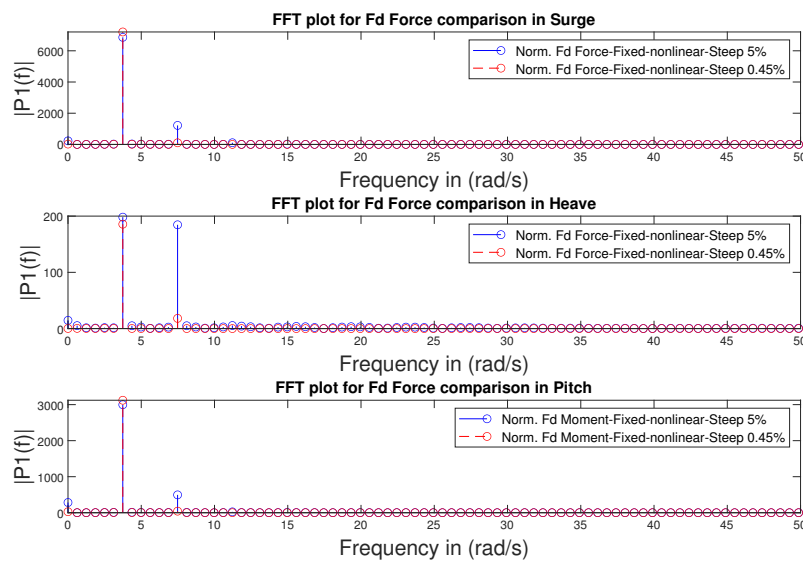 FFT plot for Fd Force comparison in Surge
|P1(f)|
6000
4000
2000
0
Norm. Fd Force-Fixed-nonlinear-Steep 5%
Norm. Fd Force-Fixed-nonlinear-Steep 0.45%
0 5 10 15 20 25 30 35 40 45 50
Frequency in (rad/s)
FFT plot for Fd Force comparison in Heave
|P1(f)|
200
100
0
Norm. Fd Force-Fixed-nonlinear-Steep 5%
Norm. Fd Force-Fixed-nonlinear-Steep 0.45%
0 5 10 15 20 25 30 35 40 45 50
Frequency in (rad/s)
FFT plot for Fd Force comparison in Pitch
|P1(f)|
3000
2000
1000
0
Norm. Fd Moment-Fixed-nonlinear-Steep 5%
Norm. Fd Moment-Fixed-nonlinear-Steep 0.45%
0 5 10 15 20 25 30 35 40 45 50
Frequency in (rad/s)